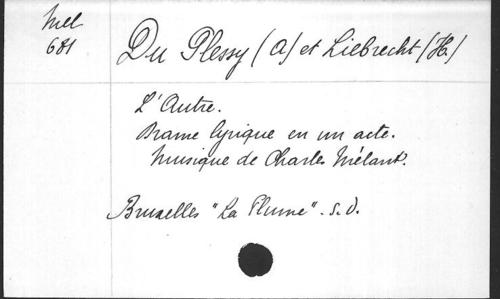 Mel
681
Du Plessy (A) et Liebrecht (H.)
L'Autre.
Drame lyrique en un acte.
Musique de Charles Mélant.
Bruxelles "La Plume". s.d.